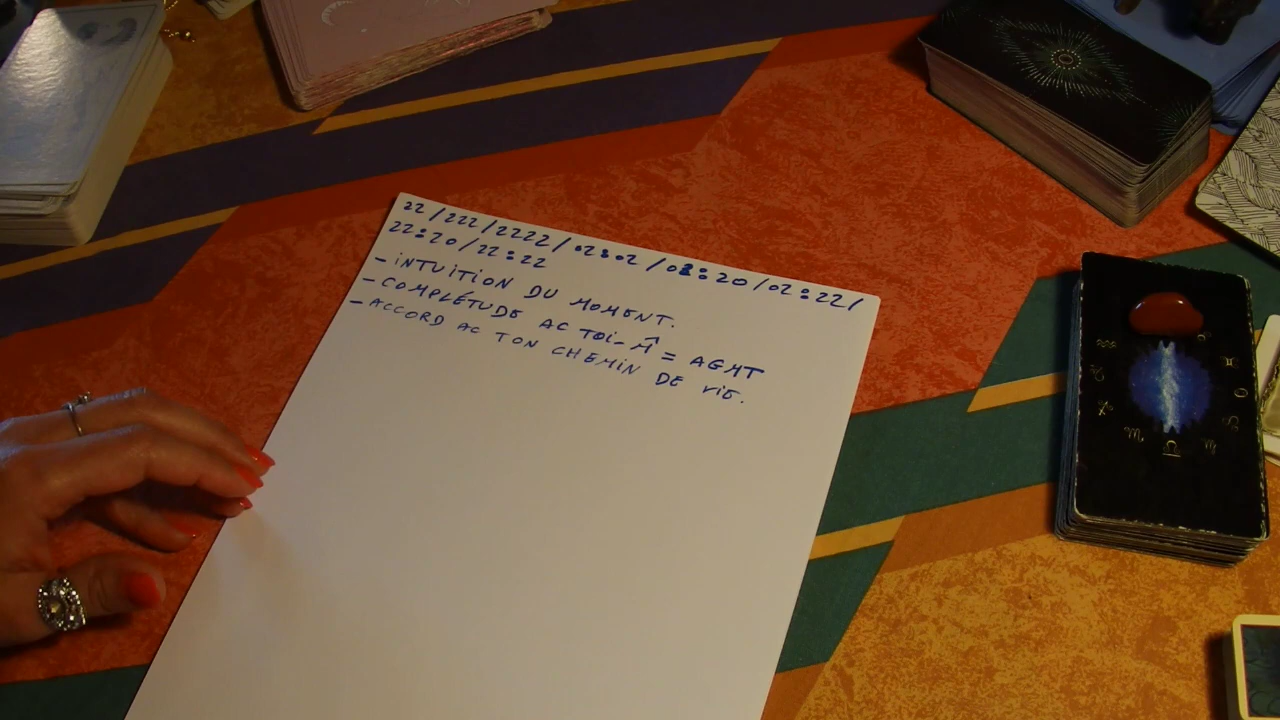 22/222/2222/02:02/02:20/02:22/
22:20/22:22
- INTUITION DU MOMENT.
- COMPLÉTUDE AC TOI-M̂ = AGMT
- ACCORD AC TON CHEMIN DE VIE.